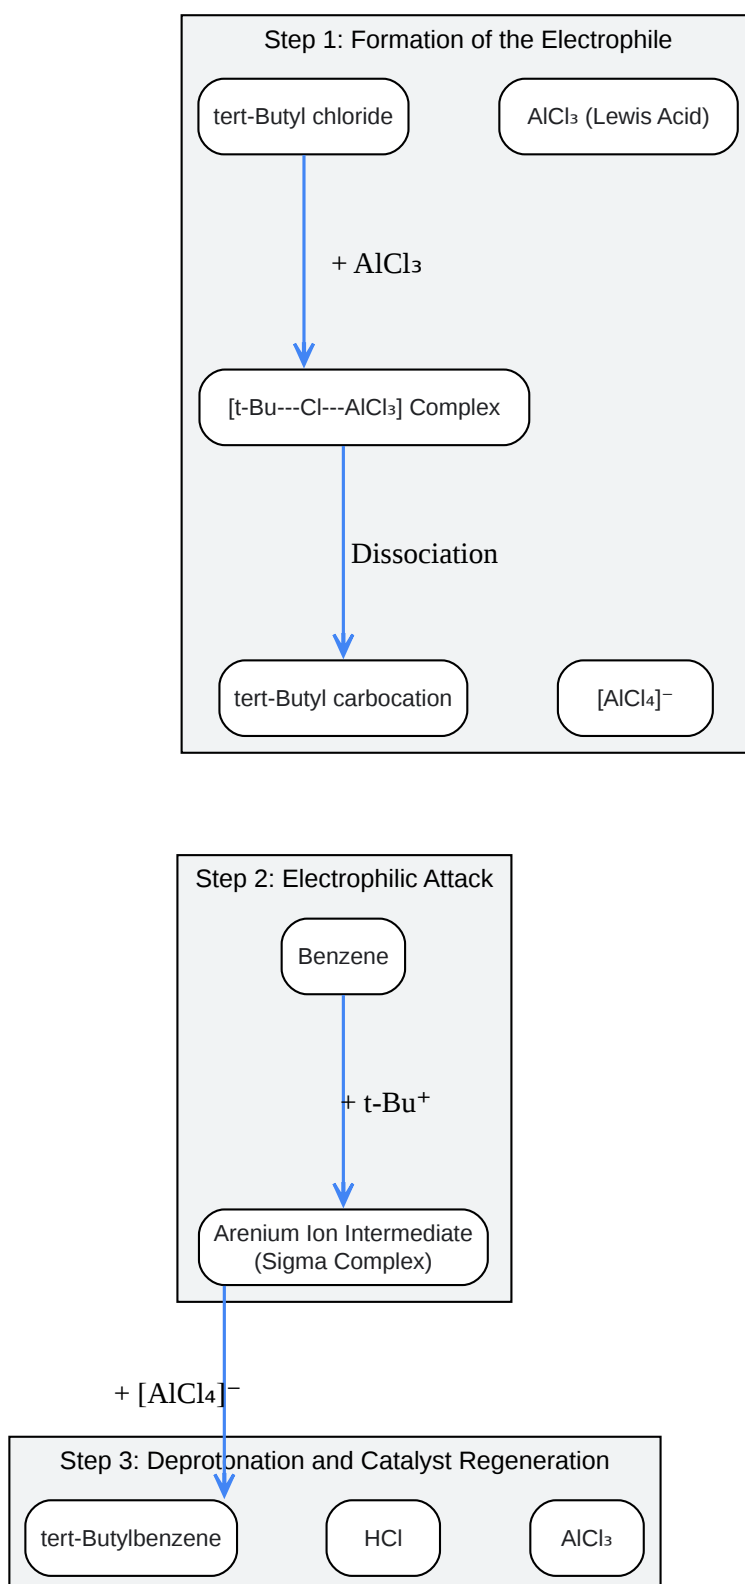 Step 1: Formation of the Electrophile
tert-Butyl chloride
AlCl₃ (Lewis Acid)
+ AlCl₃
[t-Bu---Cl---AlCl₃] Complex
Dissociation
tert-Butyl carbocation
[AlCl₄]⁻
Step 2: Electrophilic Attack
Benzene
+ t-Bu⁺
Arenium Ion Intermediate
(Sigma Complex)
+ [AlCl₄]⁻
Step 3: Deprotonation and Catalyst Regeneration
tert-Butylbenzene
HCl
AlCl₃